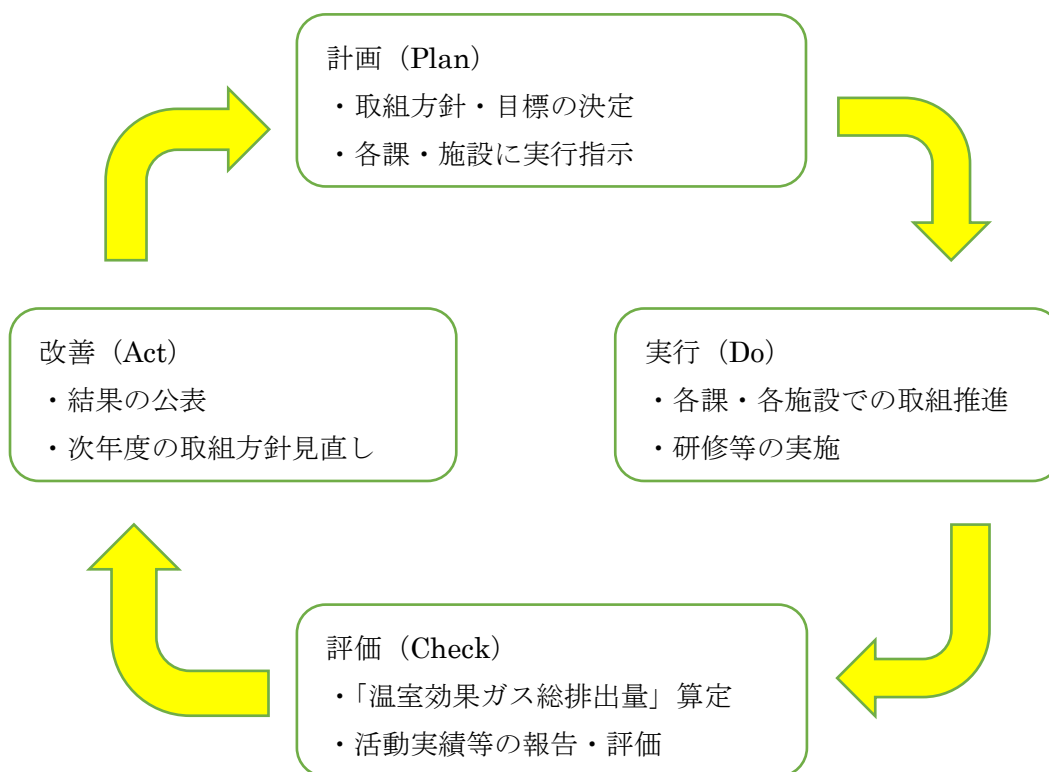 計画（Plan）
・取組方針・目標の決定
・各課・施設に実行指示
改善（Act）
・結果の公表
・次年度の取組方針見直し
実行（Do）
・各課・各施設での取組推進
・研修等の実施
評価（Check）
・「温室効果ガス総排出量」算定
・活動実績等の報告・評価